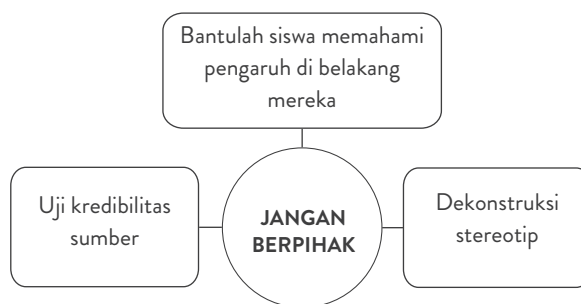 Bantulah siswa memahami
pengaruh di belakang
mereka
Uji kredibilitas
sumber
JANGAN
BERPIHAK
Dekonstruksi
stereotip